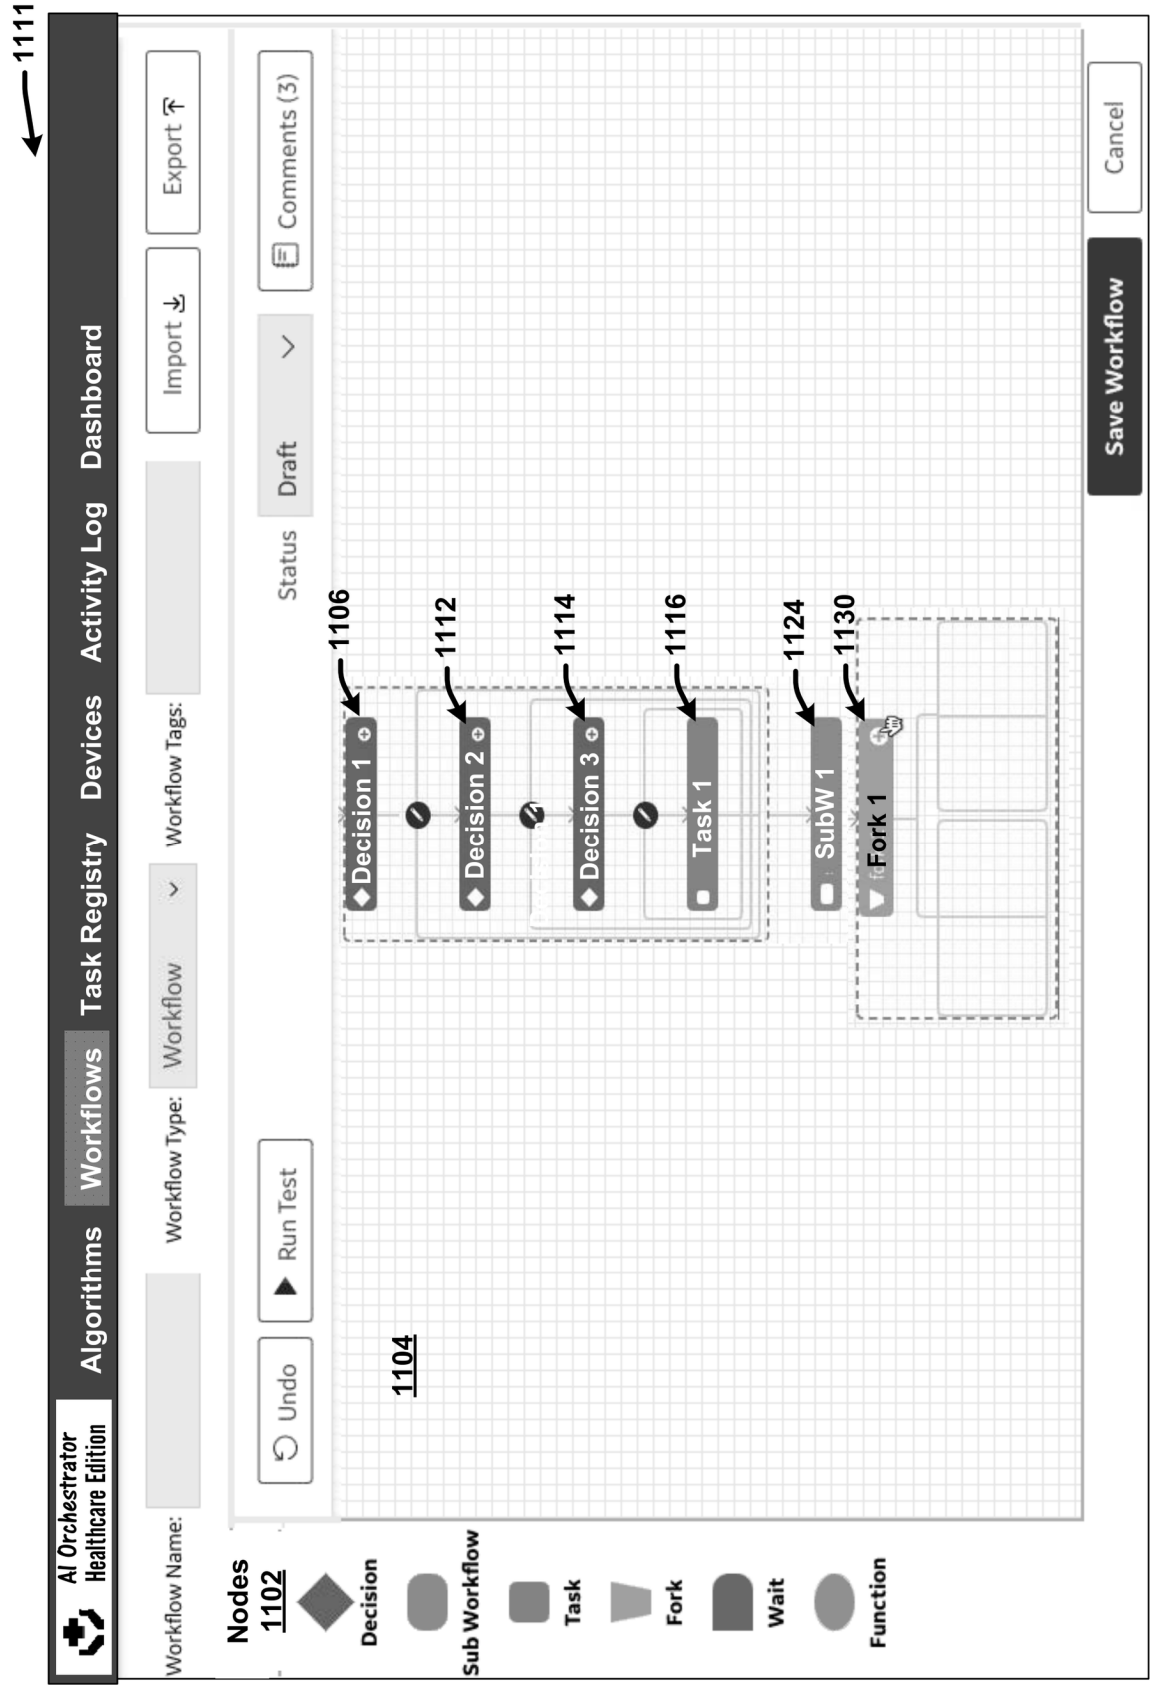 1111
AI Orchestrator
Healthcare Edition
Algorithms Workflows Task Registry Devices Activity Log Dashboard
Workflow Name: Workflow Type: Workflow Workflow Tags: Import Export
Nodes
1102
Undo Run Test Status Draft Comments (3)
Decision
Sub Workflow
Task
Fork
Wait
Function
1104
Decision 1 1106
Decision 2 1112
Decision 3 1114
Task 1 1116
SubW 1 1124
Fork 1 1130
Save Workflow Cancel